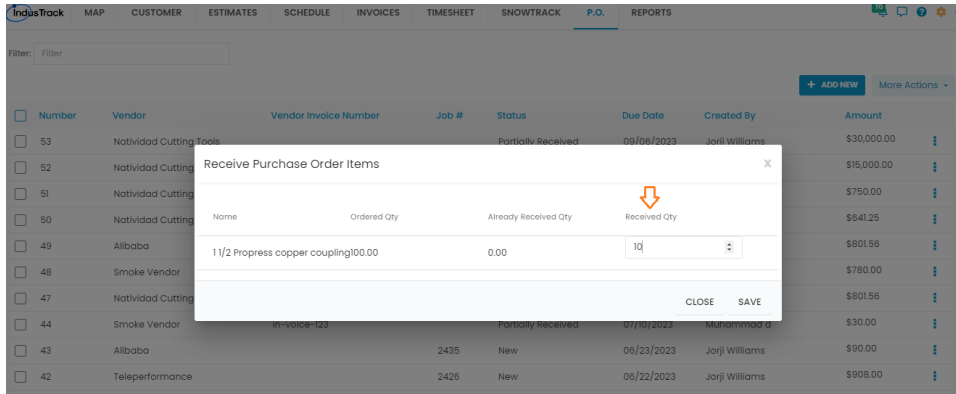 IndusTrack MAP CUSTOMER ESTIMATES SCHEDULE INVOICES TIMESHEET SNOWTRACK P.O. REPORTS 70
Filter: Filter
+ ADD NEW More Actions
Number Vendor Vendor Invoice Number Job # Status Due Date Created By Amount
53 Natividad Cutting Tools Partially Received 09/06/2023 Jorji Williams $30,000.00
Receive Purchase Order Items X
52 Natividad Cutting $15,000.00
51 Natividad Cutting $750.00
Name Ordered Qty Already Received Qty Received Qty
50 Natividad Cutting $641.25
49 Alibaba $801.56
1 1/2 Propress copper coupling100.00 0.00 10
48 Smoke Vendor $780.00
47 Natividad Cutting $801.56
CLOSE SAVE
44 Smoke Vendor in-voice-123 Partially Received 07/10/2023 Muhammad d $30.00
43 Alibaba 2435 New 06/23/2023 Jorji Williams $90.00
42 Teleperformance 2426 New 06/22/2023 Jorji Williams $908.00